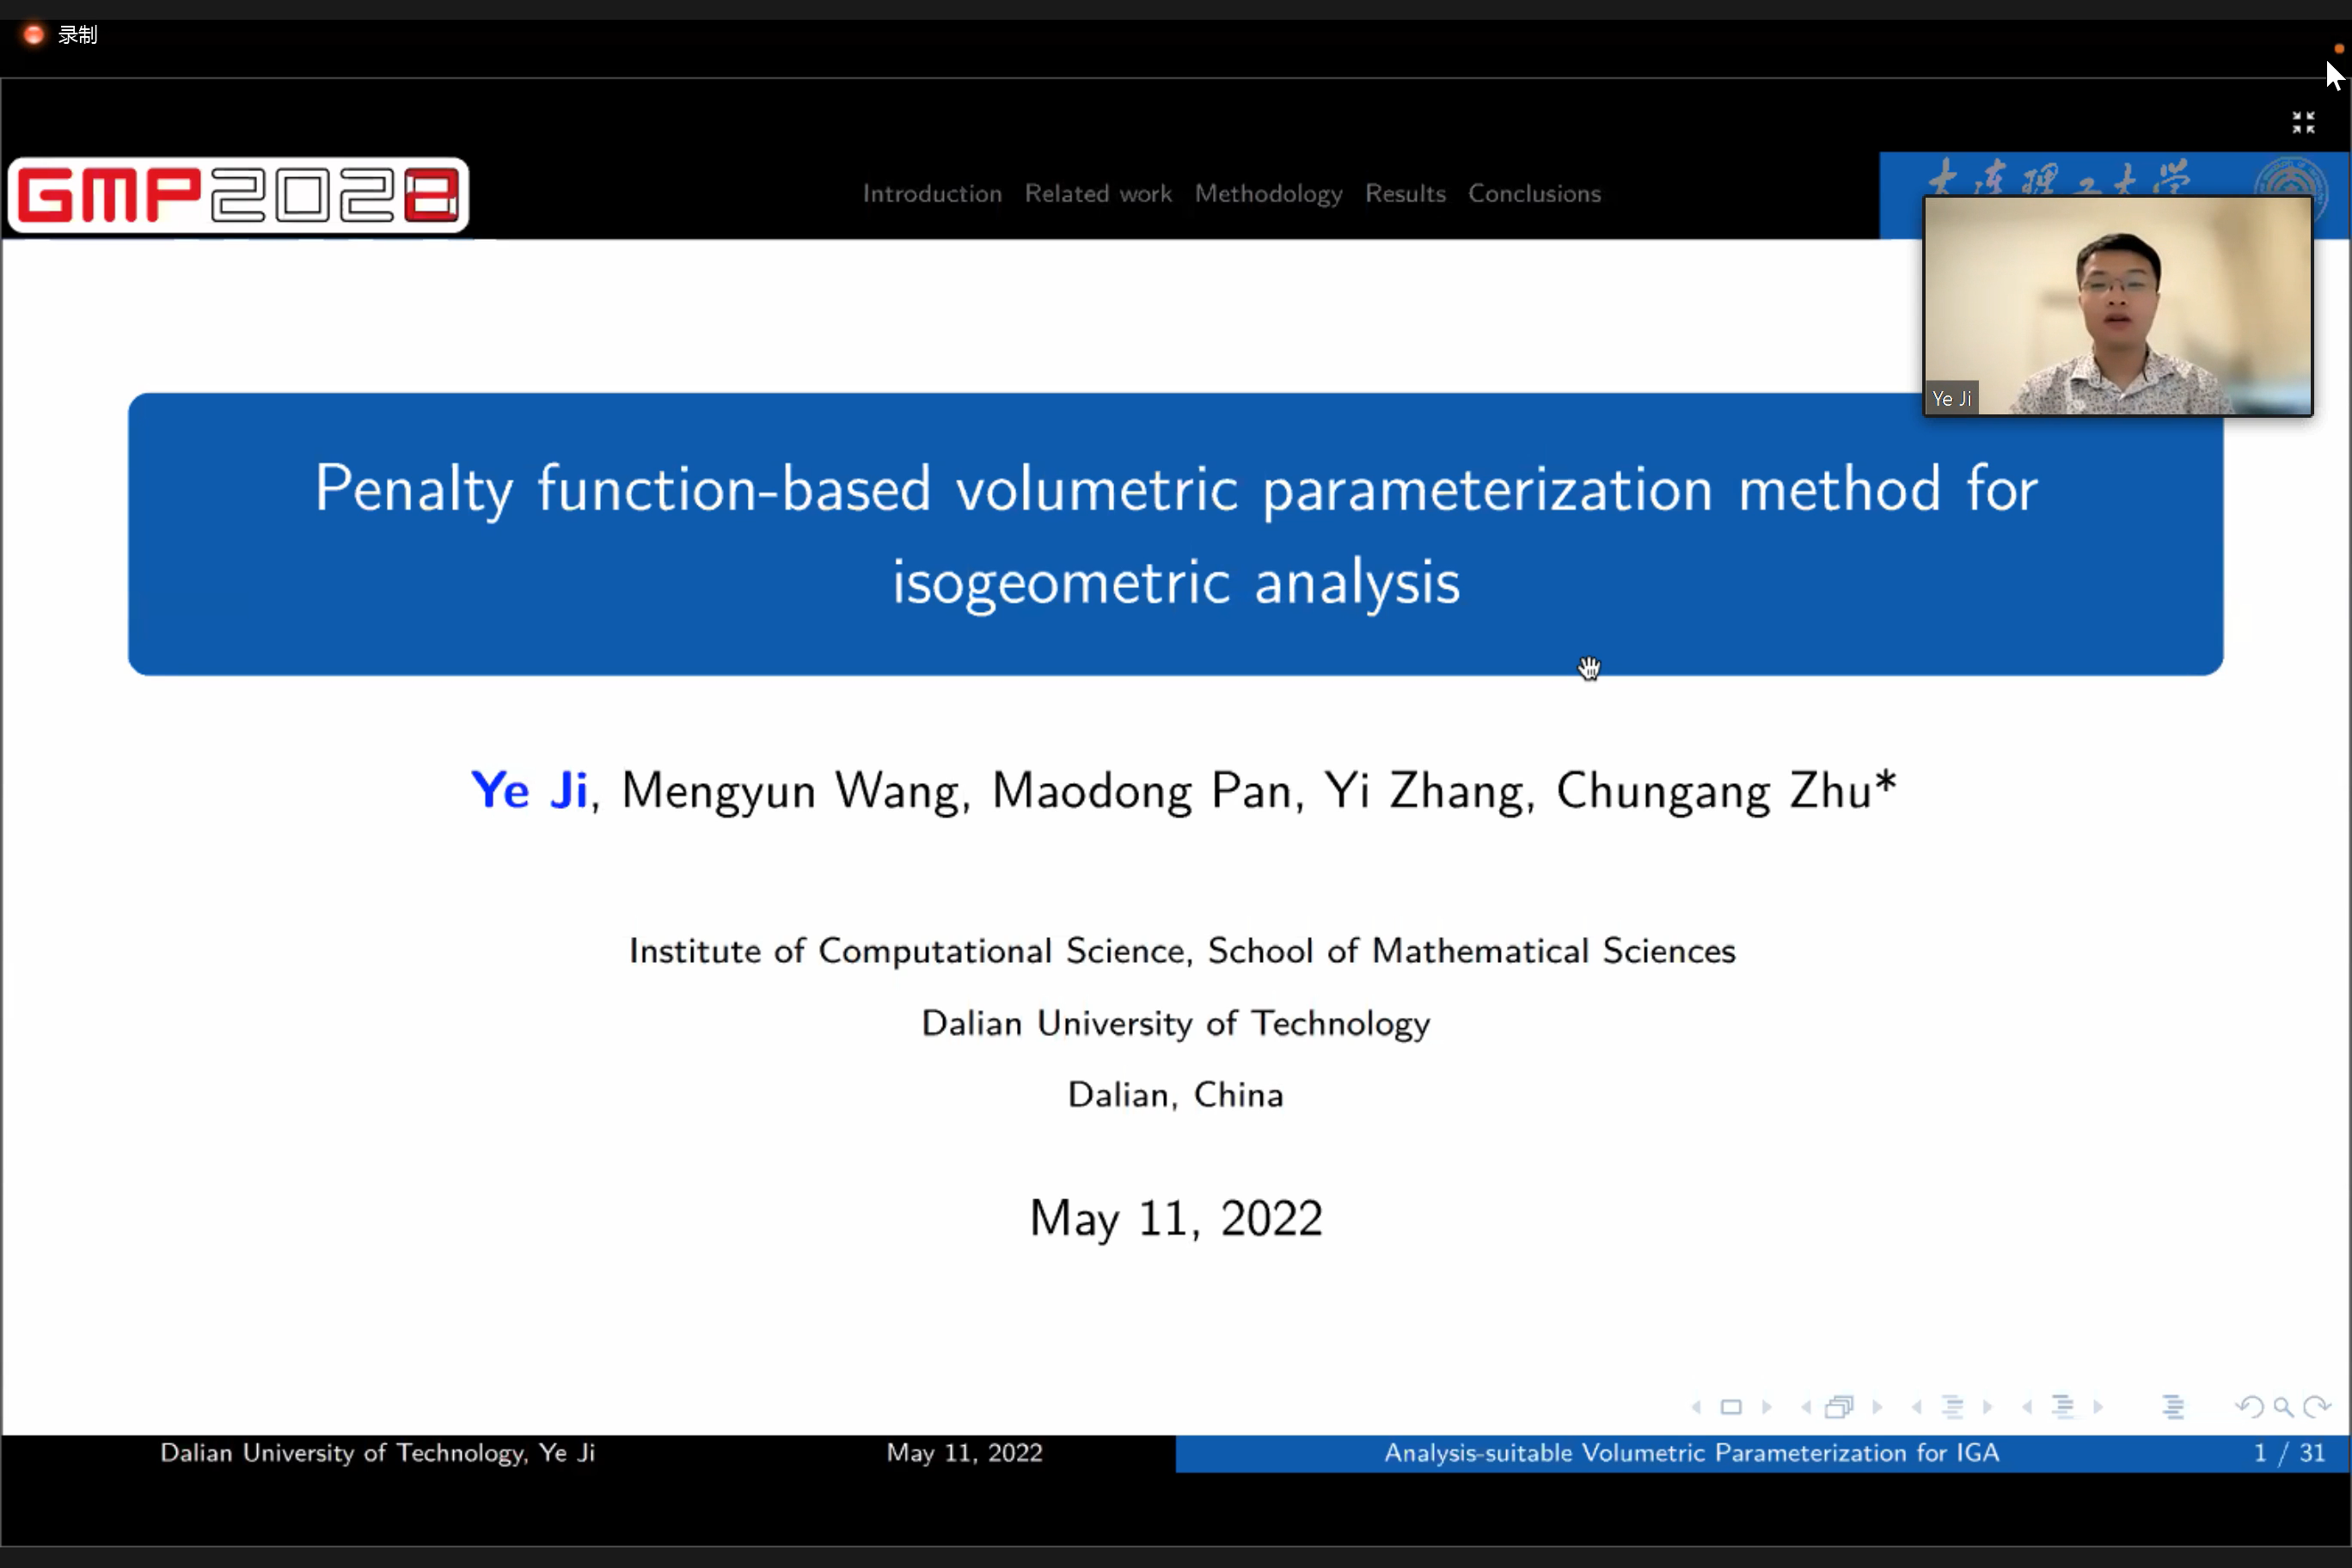 录制
GMP2022
Introduction Related work Methodology Results Conclusions
大连理工大学
Ye Ji
Penalty function-based volumetric parameterization method for
isogeometric analysis
Ye Ji, Mengyun Wang, Maodong Pan, Yi Zhang, Chungang Zhu*
Institute of Computational Science, School of Mathematical Sciences
Dalian University of Technology
Dalian, China
May 11, 2022
Dalian University of Technology, Ye Ji May 11, 2022 Analysis-suitable Volumetric Parameterization for IGA 1 / 31